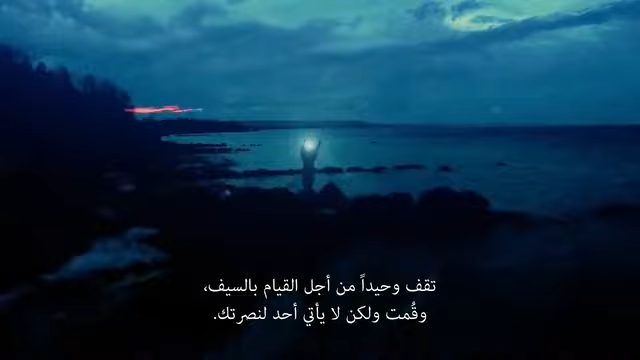 تقف وحيداً من أجل القيام بالسيف،
وقُمت ولكن لا يأتي أحد لنصرتك.